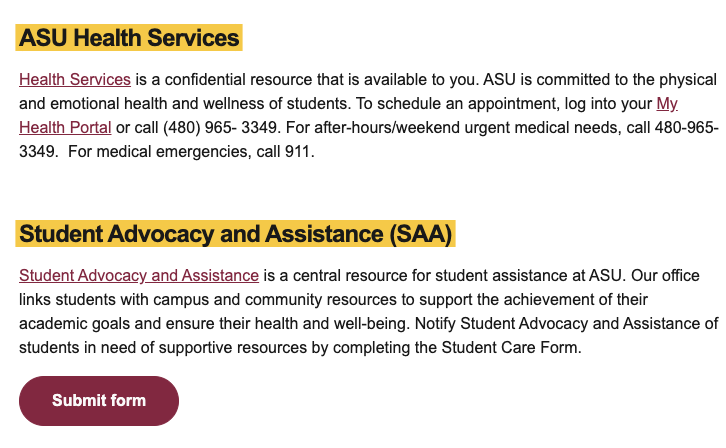 ASU Health Services
Health Services is a confidential resource that is available to you. ASU is committed to the physical
and emotional health and wellness of students. To schedule an appointment, log into your My
Health Portal or call (480) 965- 3349. For after-hours/weekend urgent medical needs, call 480-965-
3349.  For medical emergencies, call 911.
Student Advocacy and Assistance (SAA)
Student Advocacy and Assistance is a central resource for student assistance at ASU. Our office
links students with campus and community resources to support the achievement of their
academic goals and ensure their health and well-being. Notify Student Advocacy and Assistance of
students in need of supportive resources by completing the Student Care Form.
Submit form